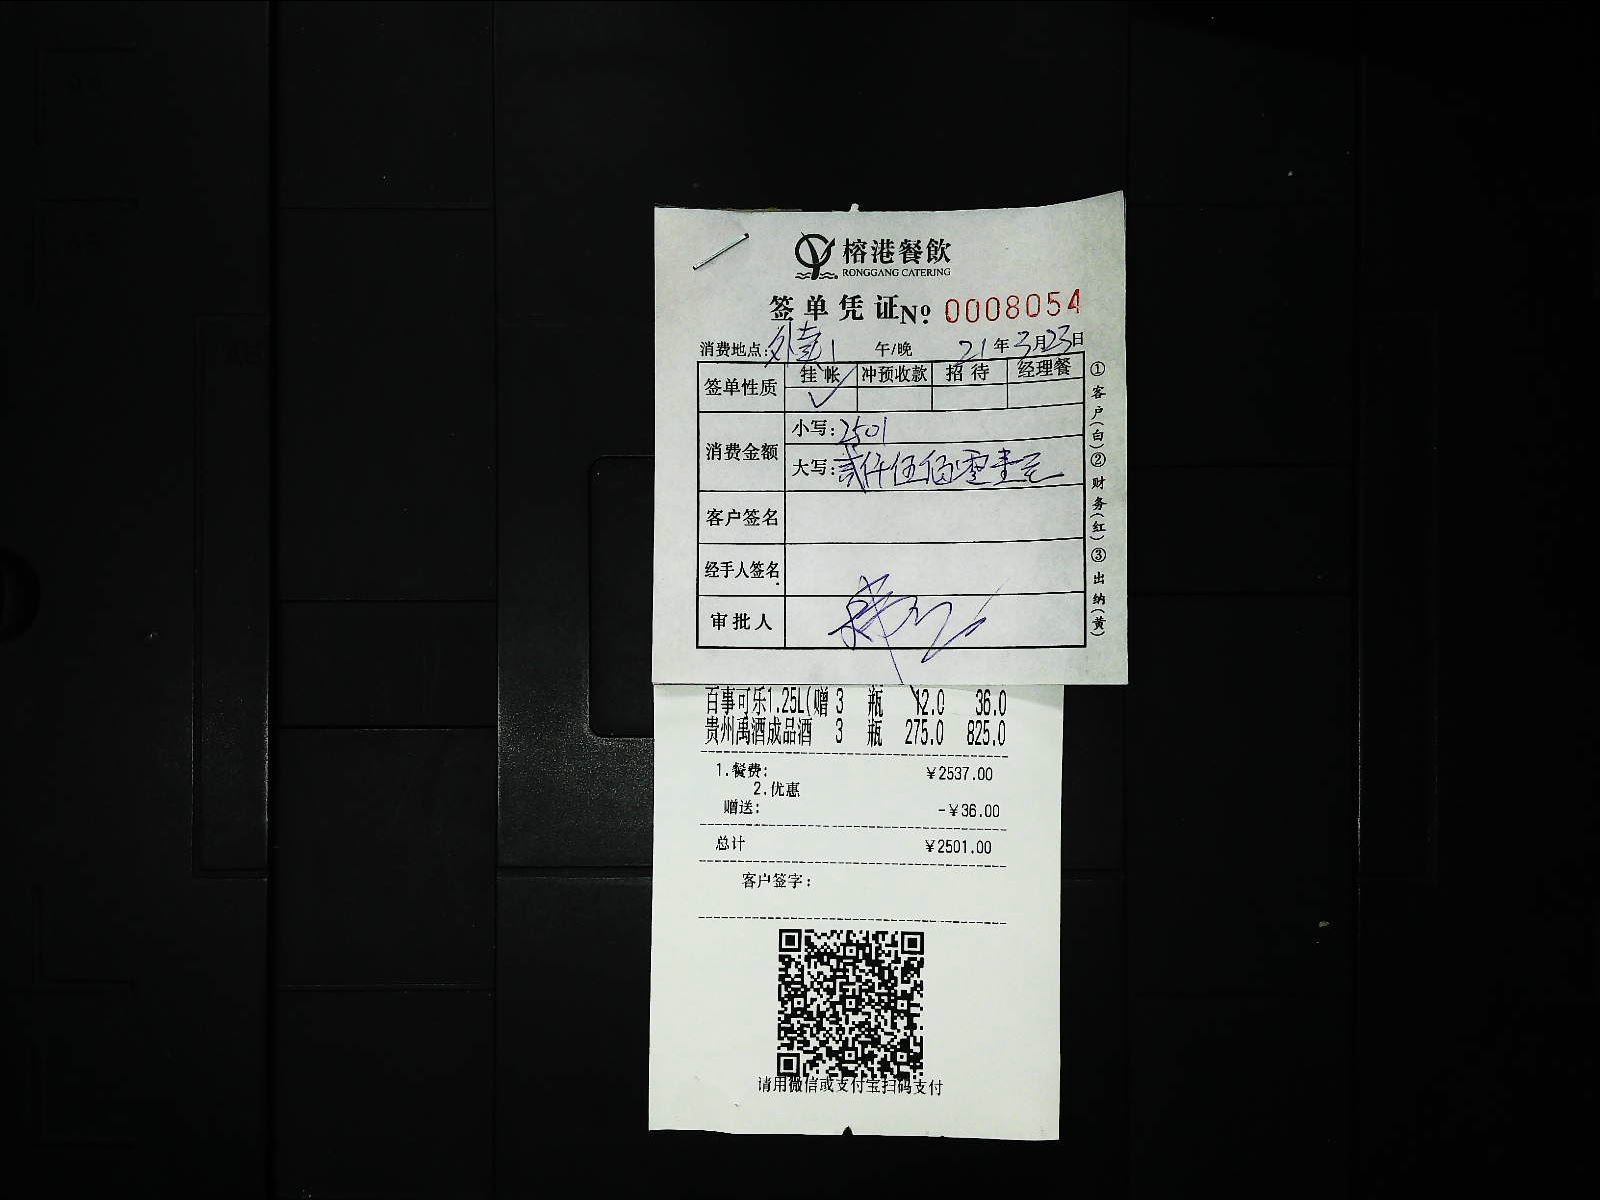 榕港餐飲
RONGGANG CATERING
签单凭证No: 0008054
消费地点: 午/晚 21年3月23日
签单性质 挂帐 冲预收款 招待 经理餐
✓
消费金额 小写: 2501
大写: 贰仟伍佰零壹元
客户签名
经手人签名
审批人
①客户(白)②财务(红)③出纳(黄)
百事可乐1.25L(赠 3 瓶 12.0 36.0
贵州禹酒成品酒 3 瓶 275.0 825.0
1.餐费: ¥2537.00
2.优惠
赠送: -¥36.00
总计 ¥2501.00
客户签字:
请用微信或支付宝扫码支付